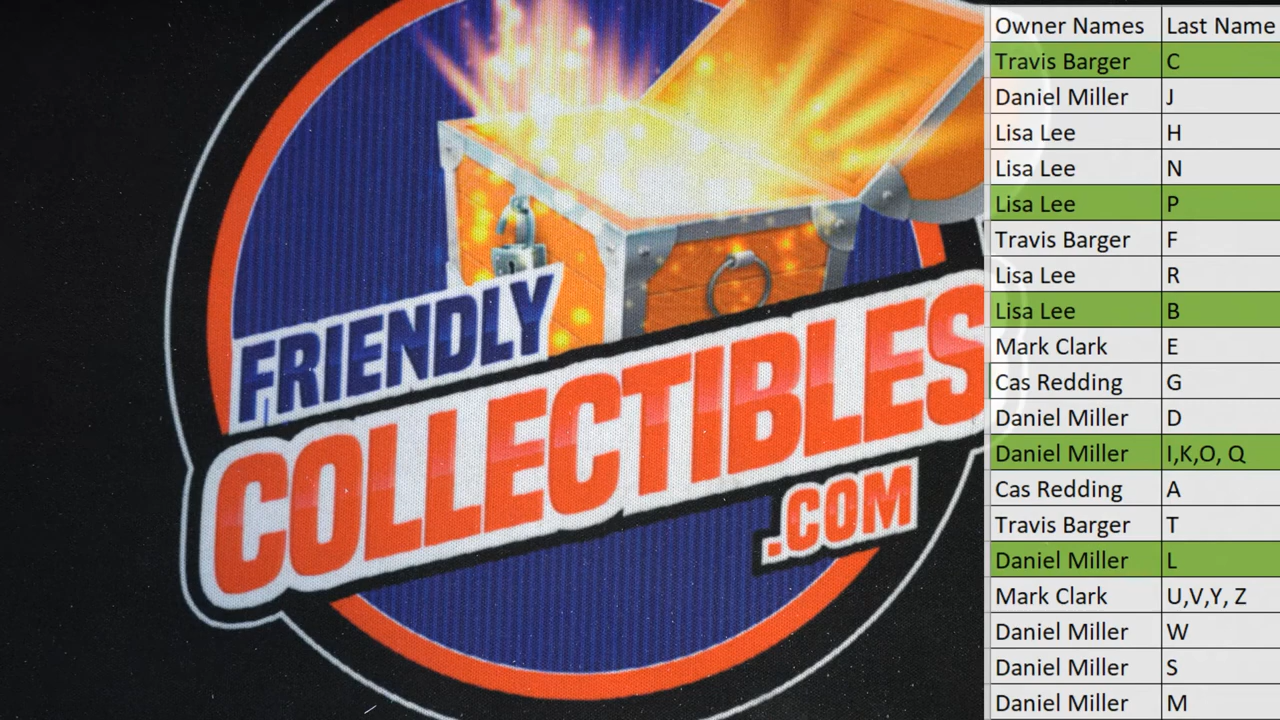 FRIENDLY
COLLECTIBLES
.COM
Owner Names Last Name
Travis Barger C
Daniel Miller J
Lisa Lee H
Lisa Lee N
Lisa Lee P
Travis Barger F
Lisa Lee R
Lisa Lee B
Mark Clark E
Cas Redding G
Daniel Miller D
Daniel Miller I,K,O, Q
Cas Redding A
Travis Barger T
Daniel Miller L
Mark Clark U,V,Y, Z
Daniel Miller W
Daniel Miller S
Daniel Miller M